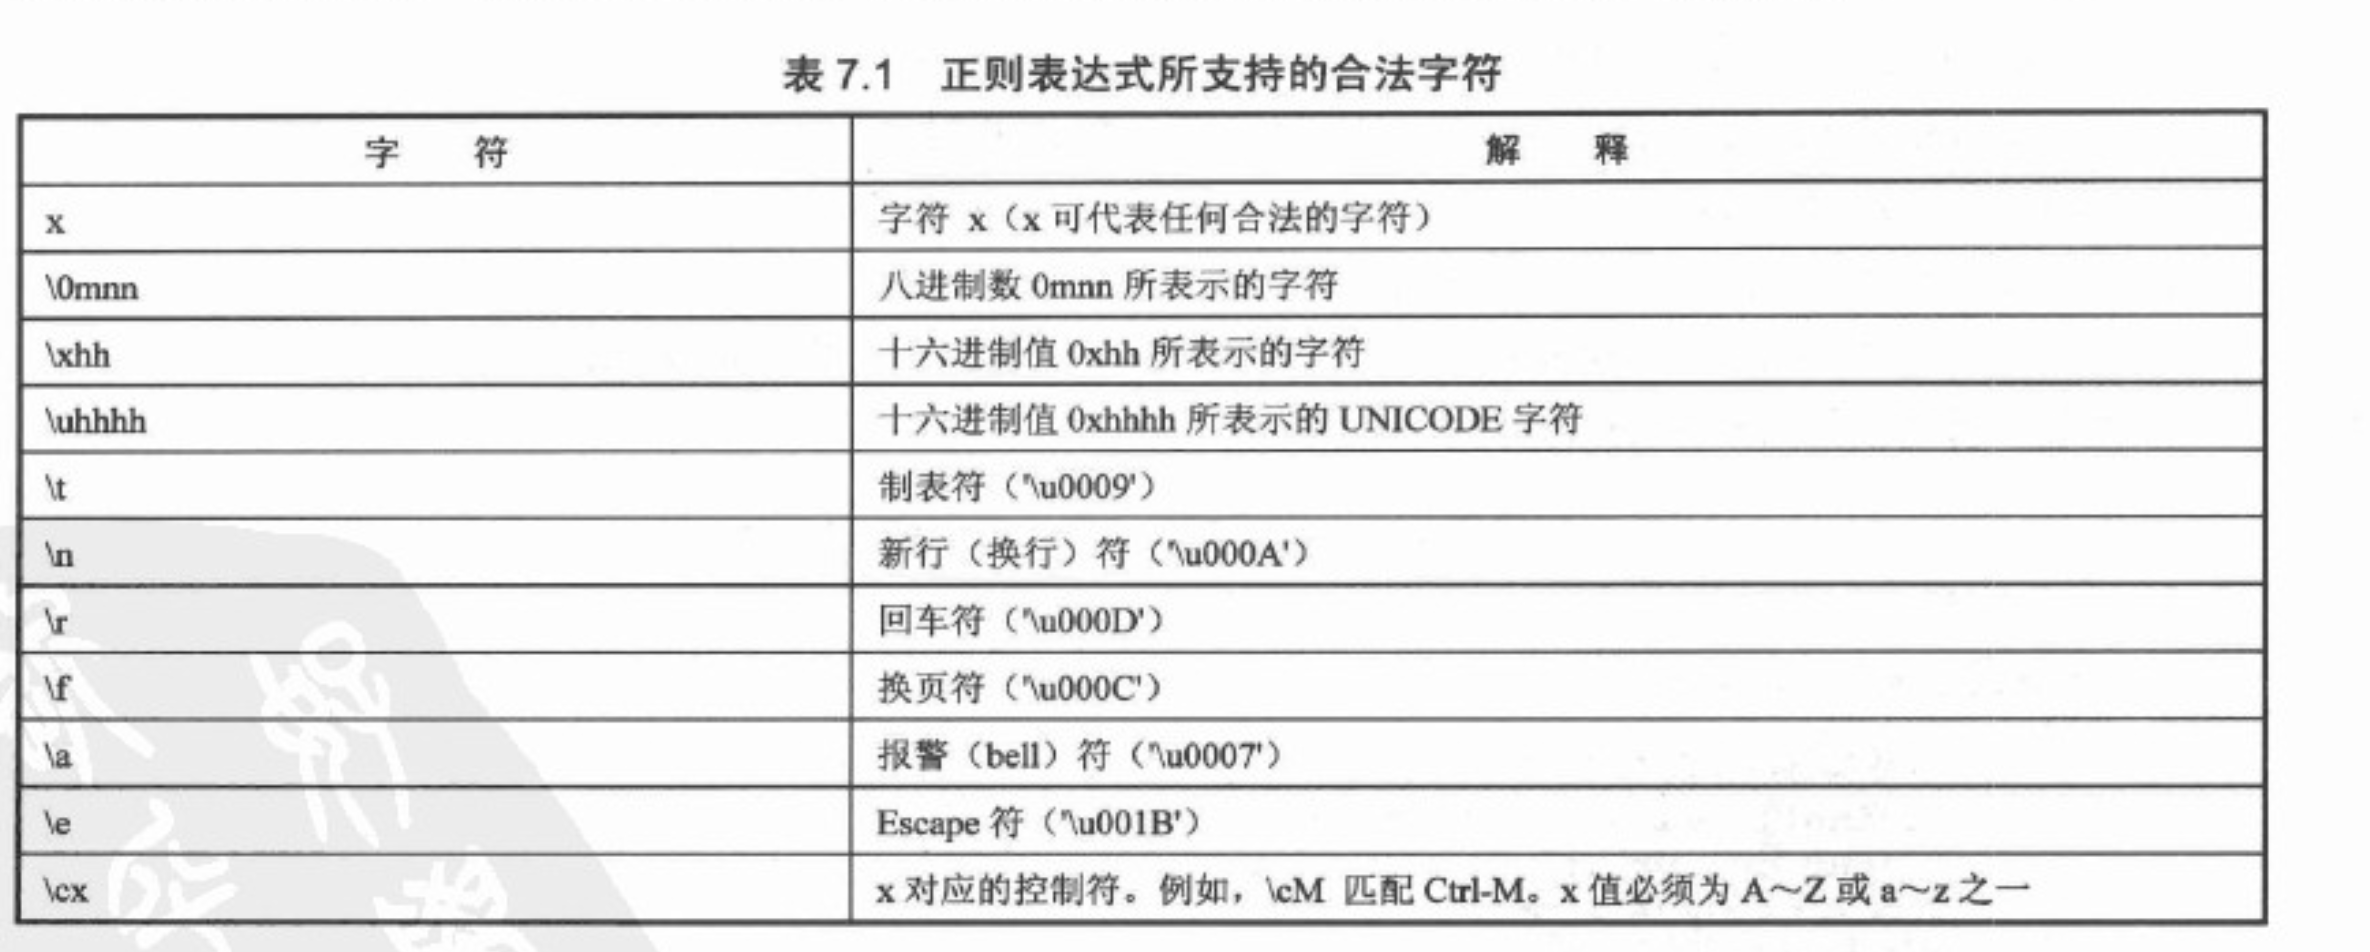 表 7.1 正则表达式所支持的合法字符
字 符 解 释
x 字符 x（x 可代表任何合法的字符）
\0mnn 八进制数 0mnn 所表示的字符
\xhh 十六进制值 0xhh 所表示的字符
\uhhhh 十六进制值 0xhhhh 所表示的 UNICODE 字符
\t 制表符（'\u0009'）
\n 新行（换行）符（'\u000A'）
\r 回车符（'\u000D'）
\f 换页符（'\u000C'）
\a 报警（bell）符（'\u0007'）
\e Escape 符（'\u001B'）
\cx x 对应的控制符。例如，\cM 匹配 Ctrl-M。x 值必须为 A～Z 或 a～z 之一